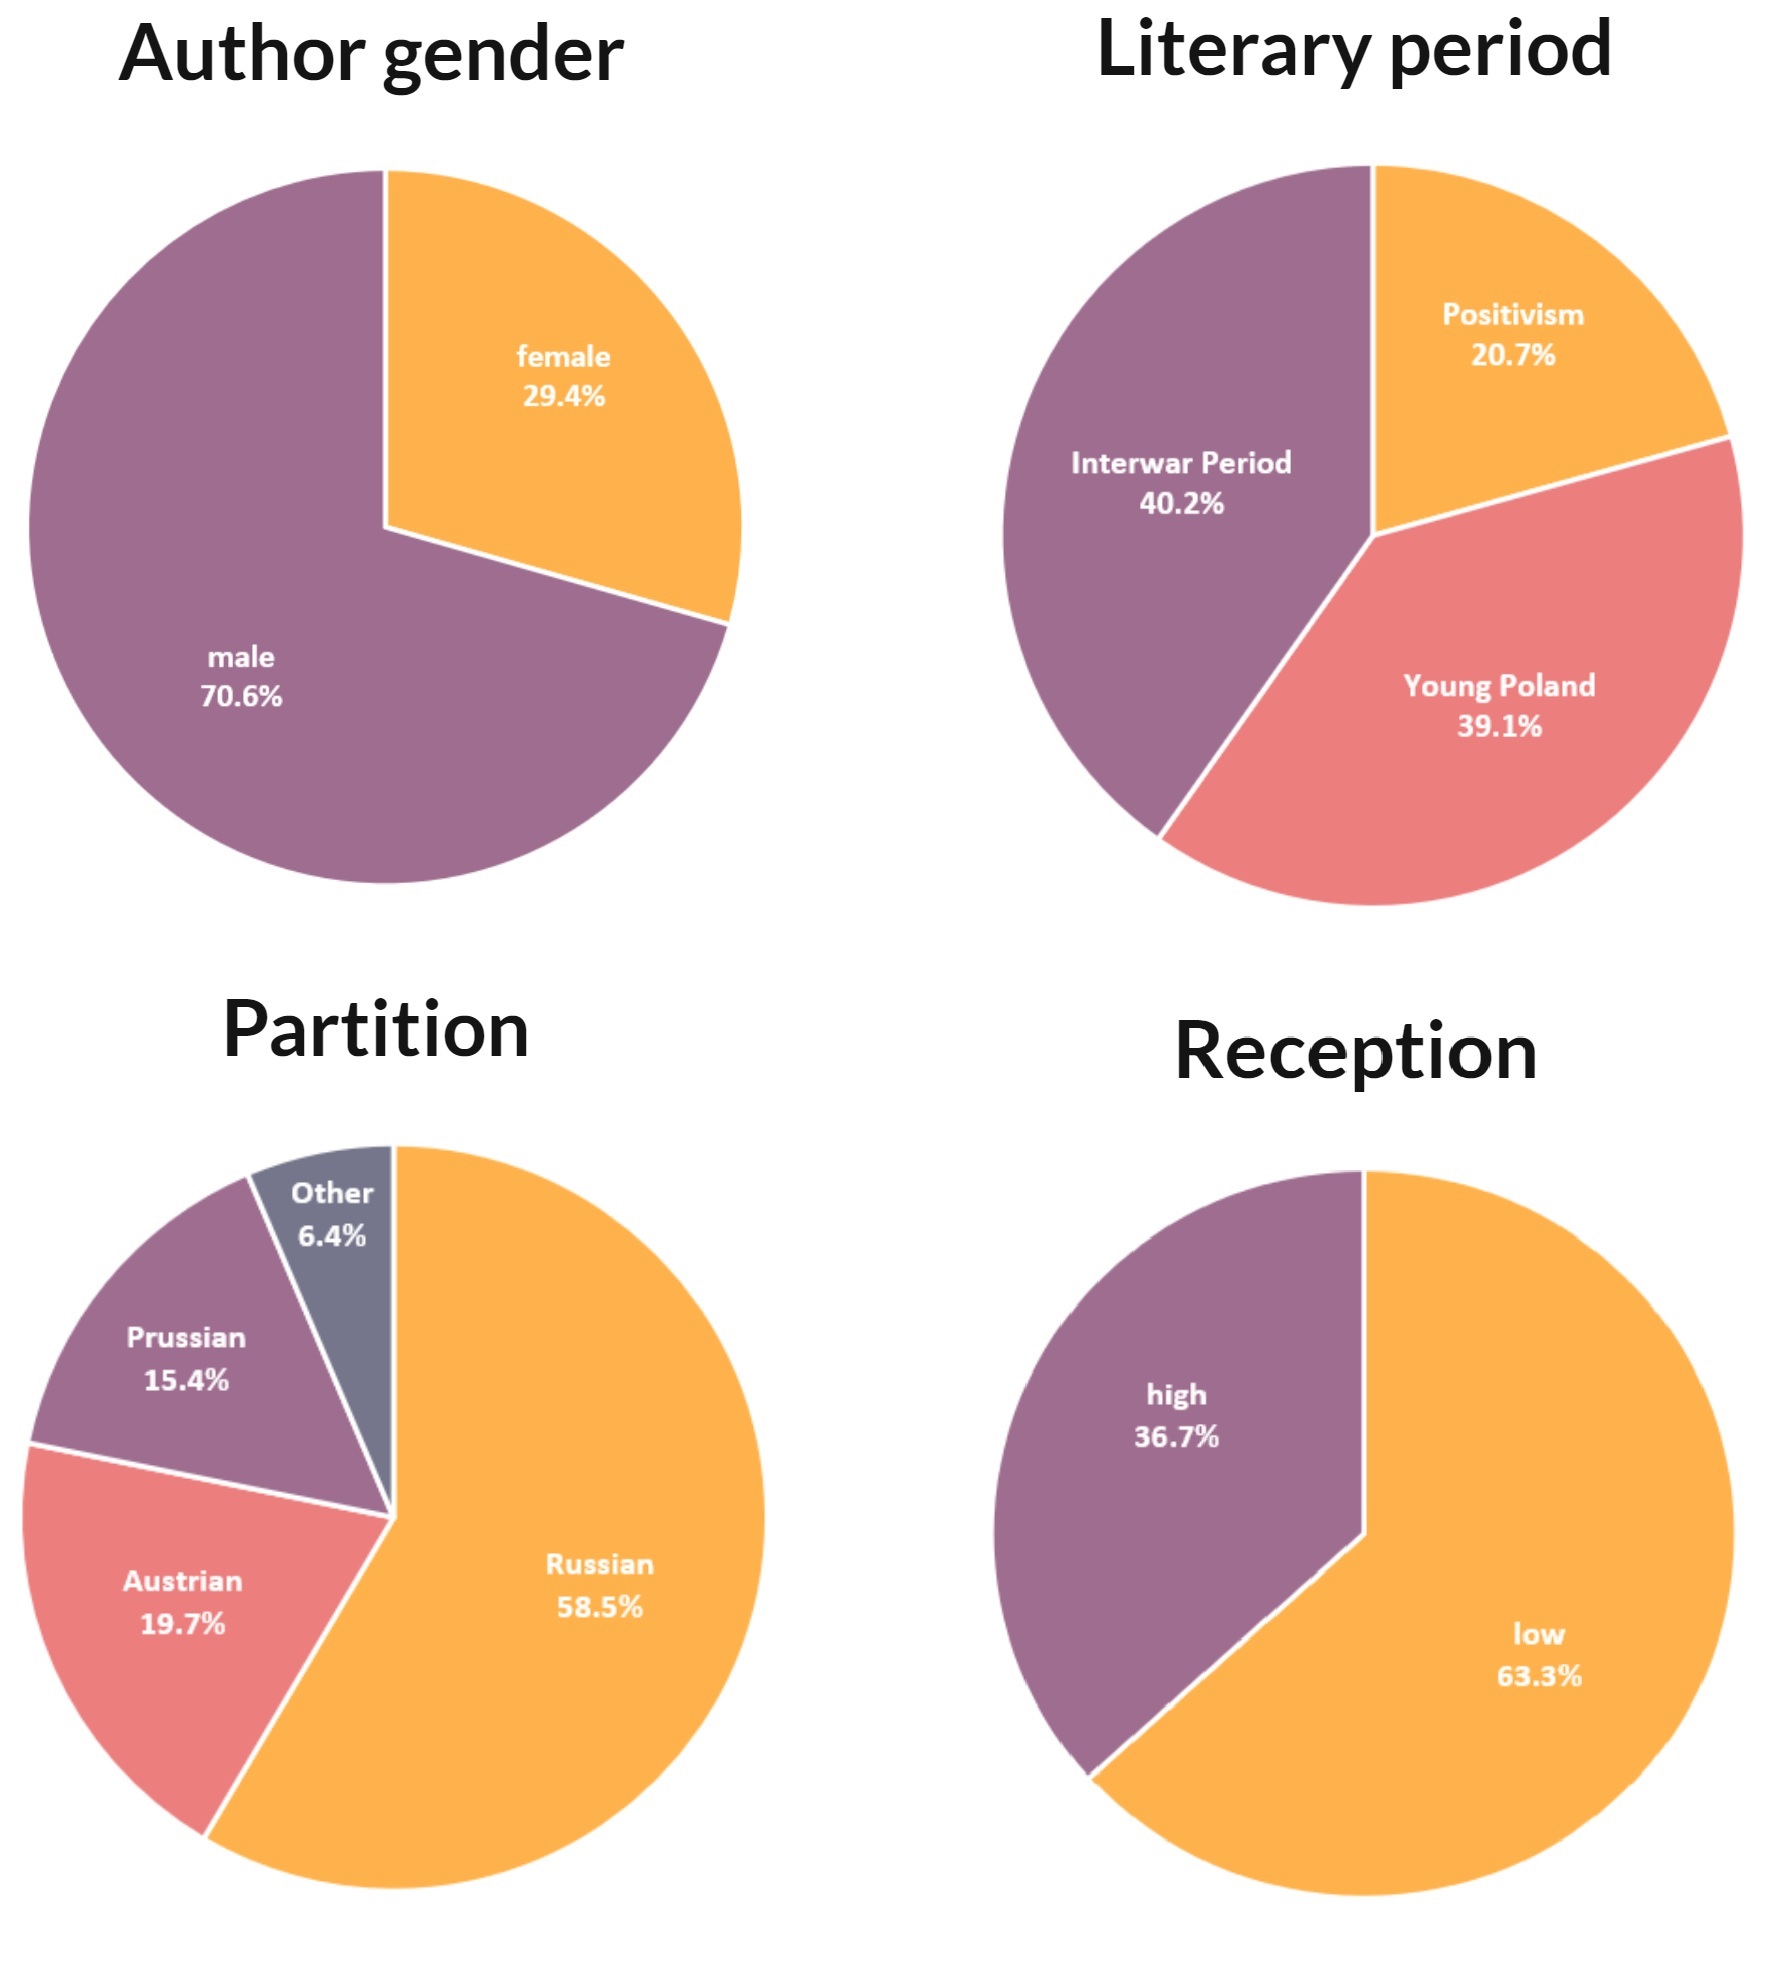 Author gender
female
29.4%
male
70.6%
Literary period
Positivism
20.7%
Interwar Period
40.2%
Young Poland
39.1%
Partition
Other
6.4%
Prussian
15.4%
Austrian
19.7%
Russian
58.5%
Reception
high
36.7%
low
63.3%